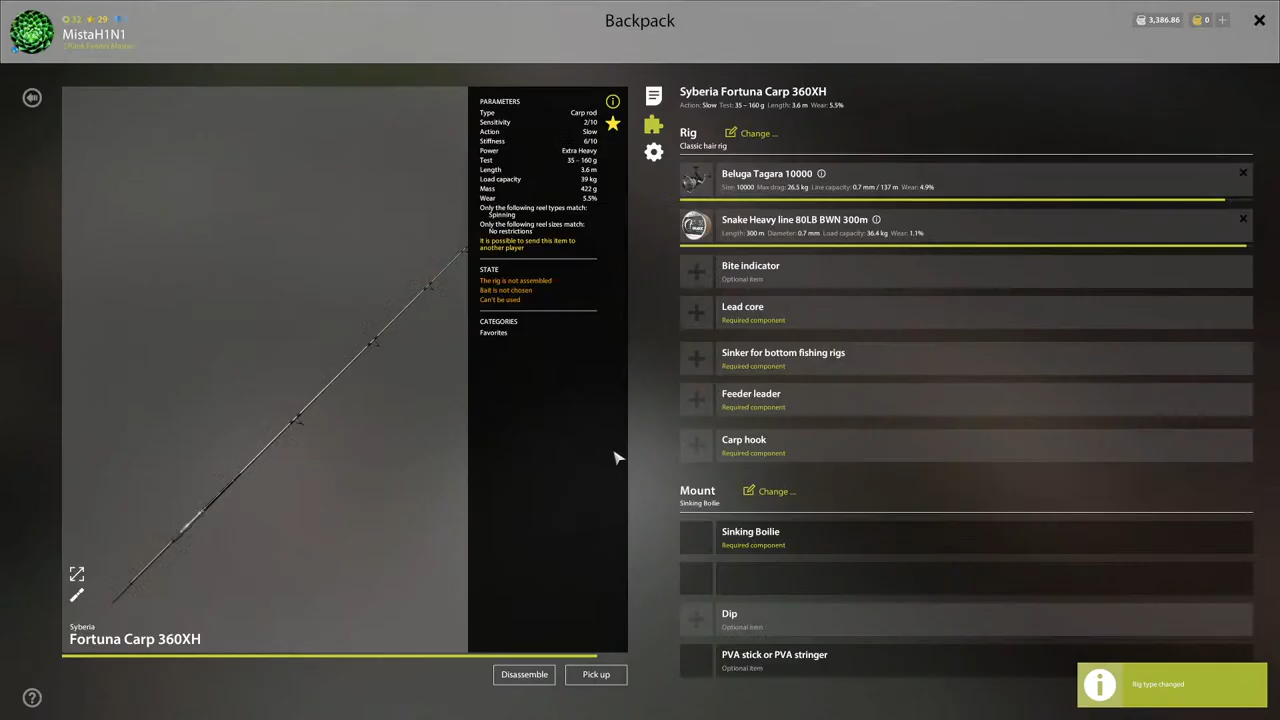 32 29
MistaH1N1
Backpack
3,386.86 0
PARAMETERS
Type Carp rod
Sensitivity 2/10
Action Slow
Stiffness 6/10
Power Extra Heavy
Test 35 – 160 g
Length 3.6 m
Load capacity 39 kg
Mass 422 g
Wear 5.5%
Only the following reel types match:
Spinning
Only the following reel sizes match:
No restrictions
It is possible to send this item to
another player
STATE
The rig is not assembled
Bait is not chosen
Can't be used
CATEGORIES
Favorites
Syberia
Fortuna Carp 360XH
Disassemble Pick up
Syberia Fortuna Carp 360XH
Action: Slow Test: 35 – 160 g Length: 3.6 m Wear: 5.5%
Rig Change ...
Classic hair rig
Beluga Tagara 10000
Size: 10000 Max drag: 26.5 kg Line capacity: 0.7 mm / 137 m Wear: 4.9%
Snake Heavy line 80LB BWN 300m
Length: 300 m Diameter: 0.7 mm Load capacity: 36.4 kg Wear: 1.1%
Bite indicator
Optional item
Lead core
Required component
Sinker for bottom fishing rigs
Required component
Feeder leader
Required component
Carp hook
Required component
Mount Change ...
Sinking Boilie
Sinking Boilie
Required component
Dip
Optional item
PVA stick or PVA stringer
Optional item
Rig type changed